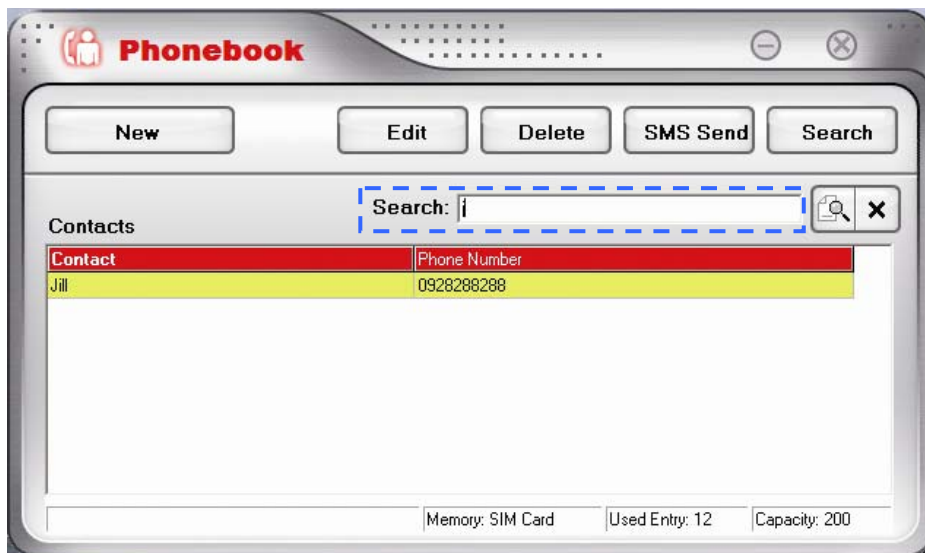 Phonebook
New Edit Delete SMS Send Search
Search: j
Contacts
Contact Phone Number
Jill 0928288288
Memory: SIM Card Used Entry: 12 Capacity: 200